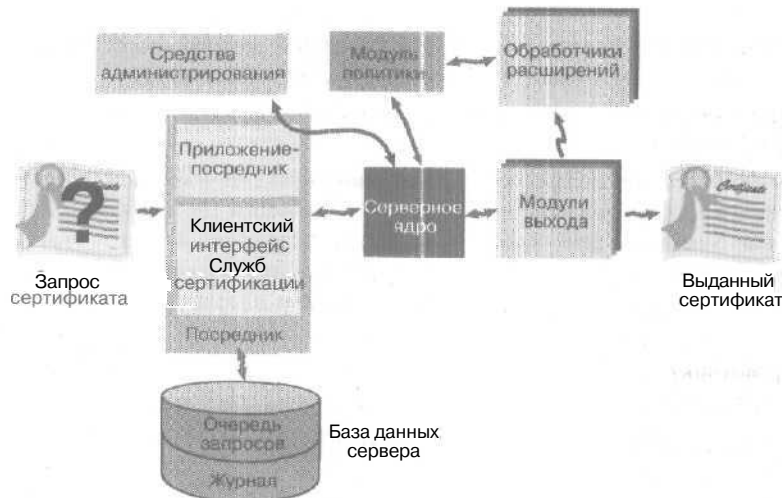 Средства
администрирования
Модуль
политики
Обработчики
расширений
Приложение-
посредник
Клиентский
интерфейс
Служб
сертификации
Посредник
Серверное
ядро
Модули
выхода
Запрос
сертификата
Выданный
сертификат
Очередь
запросов
Журнал
База данных
сервера